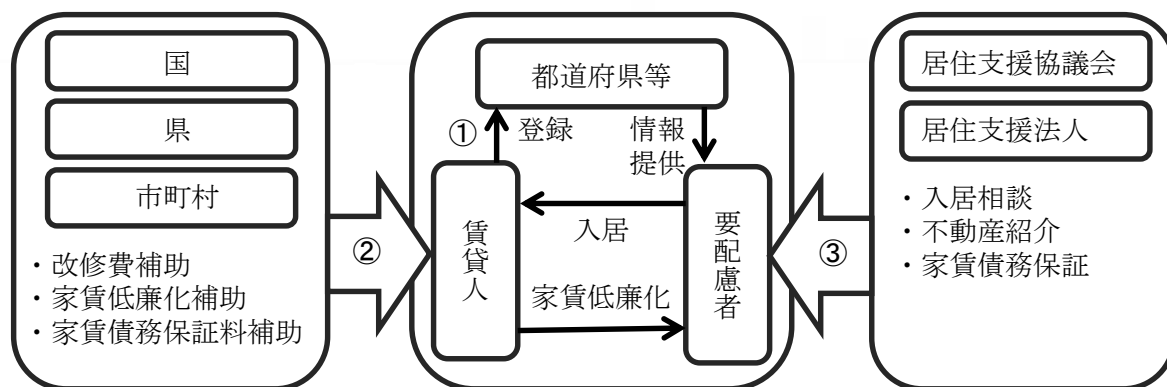 国
県
市町村
・改修費補助
・家賃低廉化補助
・家賃債務保証料補助
②
都道府県等
①
登録
情報
提供
賃貸人
入居
家賃低廉化
要配慮者
③
居住支援協議会
居住支援法人
・入居相談
・不動産紹介
・家賃債務保証